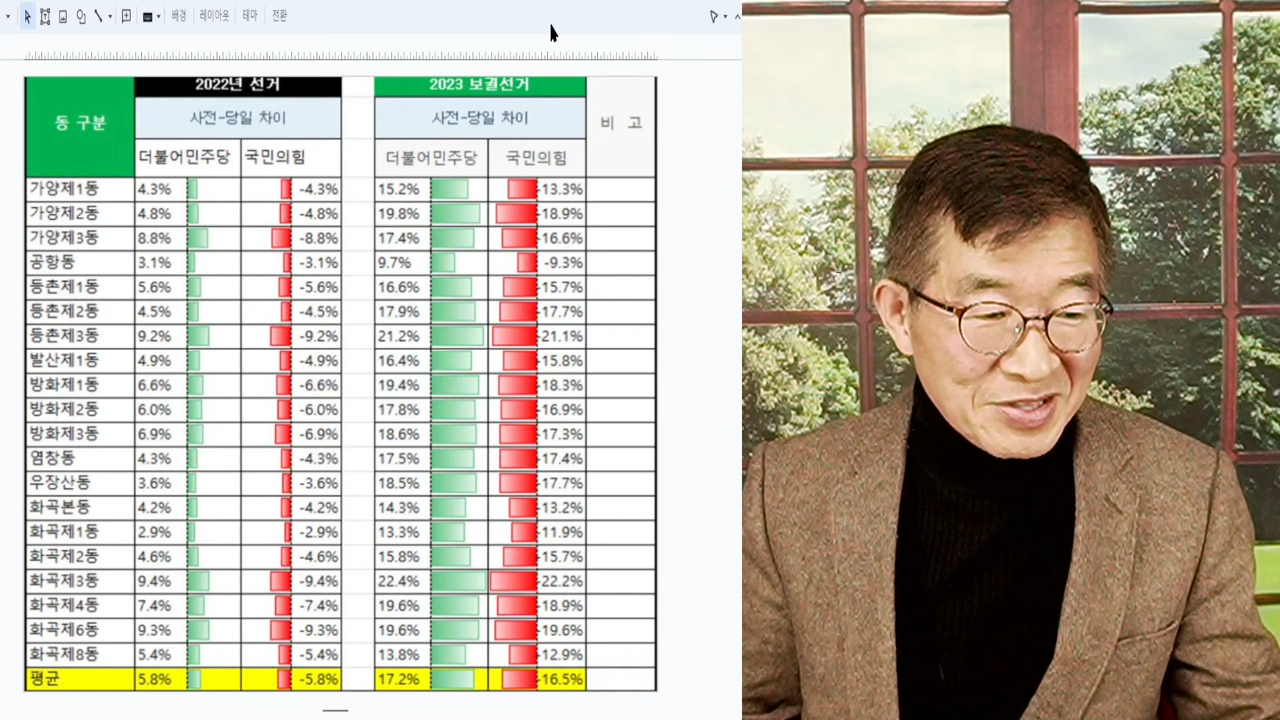 배경 레이아웃 테마 전환
2022년 선거 2023 보궐선거
동 구분 사전-당일 차이 사전-당일 차이 비 고
더불어민주당 국민의힘 더불어민주당 국민의힘
가양제1동 4.3% -4.3% 15.2% -13.3%
가양제2동 4.8% -4.8% 19.8% -18.9%
가양제3동 8.8% -8.8% 17.4% -16.6%
공항동 3.1% -3.1% 9.7% -9.3%
등촌제1동 5.6% -5.6% 16.6% -15.7%
등촌제2동 4.5% -4.5% 17.9% -17.7%
등촌제3동 9.2% -9.2% 21.2% -21.1%
발산제1동 4.9% -4.9% 16.4% -15.8%
방화제1동 6.6% -6.6% 19.4% -18.3%
방화제2동 6.0% -6.0% 17.8% -16.9%
방화제3동 6.9% -6.9% 18.6% -17.3%
염창동 4.3% -4.3% 17.5% -17.4%
우장산동 3.6% -3.6% 18.5% -17.7%
화곡본동 4.2% -4.2% 14.3% -13.2%
화곡제1동 2.9% -2.9% 13.3% -11.9%
화곡제2동 4.6% -4.6% 15.8% -15.7%
화곡제3동 9.4% -9.4% 22.4% -22.2%
화곡제4동 7.4% -7.4% 19.6% -18.9%
화곡제6동 9.3% -9.3% 19.6% -19.6%
화곡제8동 5.4% -5.4% 13.8% -12.9%
평균 5.8% -5.8% 17.2% -16.5%